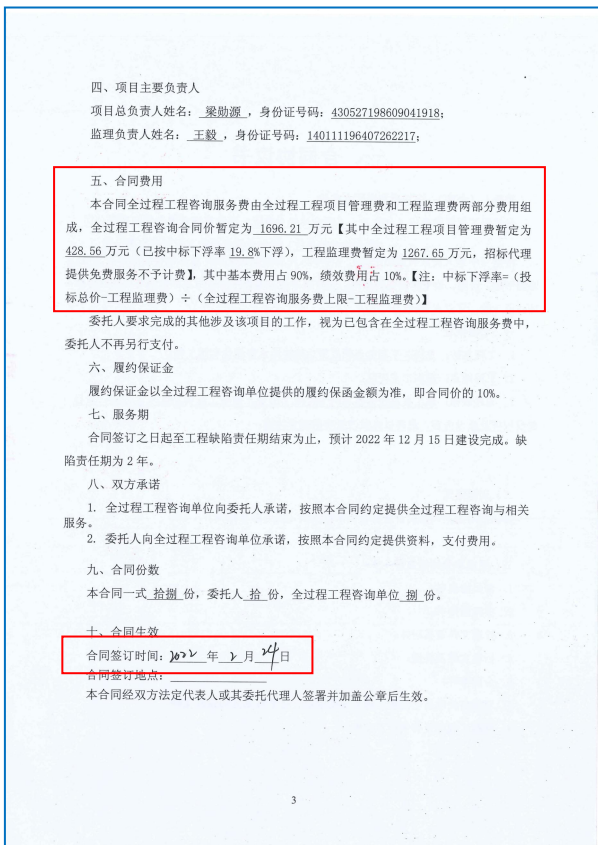 四、项目主要负责人
项目总负责人姓名：梁勋源，身份证号码：430527198609041918；
监理负责人姓名：王毅，身份证号码：140111196407262217；
五、合同费用
本合同全过程工程咨询服务费由全过程工程项目管理费和工程监理费两部分费用组
成，全过程工程咨询合同价暂定为 1696.21 万元【其中全过程工程项目管理费暂定为
428.56 万元（已按中标下浮率 19.8%下浮），工程监理费暂定为 1267.65 万元，招标代理
提供免费服务不予计费】，其中基本费用占 90%，绩效费用占 10%。【注：中标下浮率=（投
标总价-工程监理费）÷（全过程工程咨询服务费上限-工程监理费）】
委托人要求完成的其他涉及该项目的工作，视为已包含在全过程工程咨询服务费中，
委托人不再另行支付。
六、履约保证金
履约保证金以全过程工程咨询单位提供的履约保函金额为准，即合同价的 10%。
七、服务期
合同签订之日起至工程缺陷责任期结束为止，预计 2022 年 12 月 15 日建设完成。缺
陷责任期为 2 年。
八、双方承诺
1. 全过程工程咨询单位向委托人承诺，按照本合同约定提供全过程工程咨询与相关
服务。
2. 委托人向全过程工程咨询单位承诺，按照本合同约定提供资料，支付费用。
九、合同份数
本合同一式 拾捌 份，委托人 拾 份，全过程工程咨询单位 捌 份。
十、合同生效
合同签订时间：2022 年 2 月 24 日
合同签订地点：
本合同经双方法定代表人或其委托代理人签署并加盖公章后生效。
3